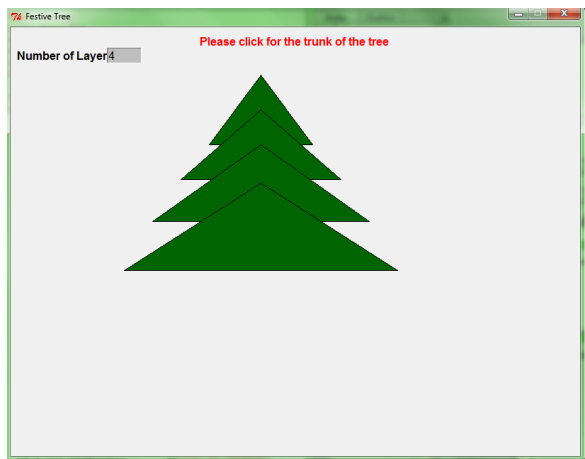 Festive Tree
Please click for the trunk of the tree
Number of Layer 4